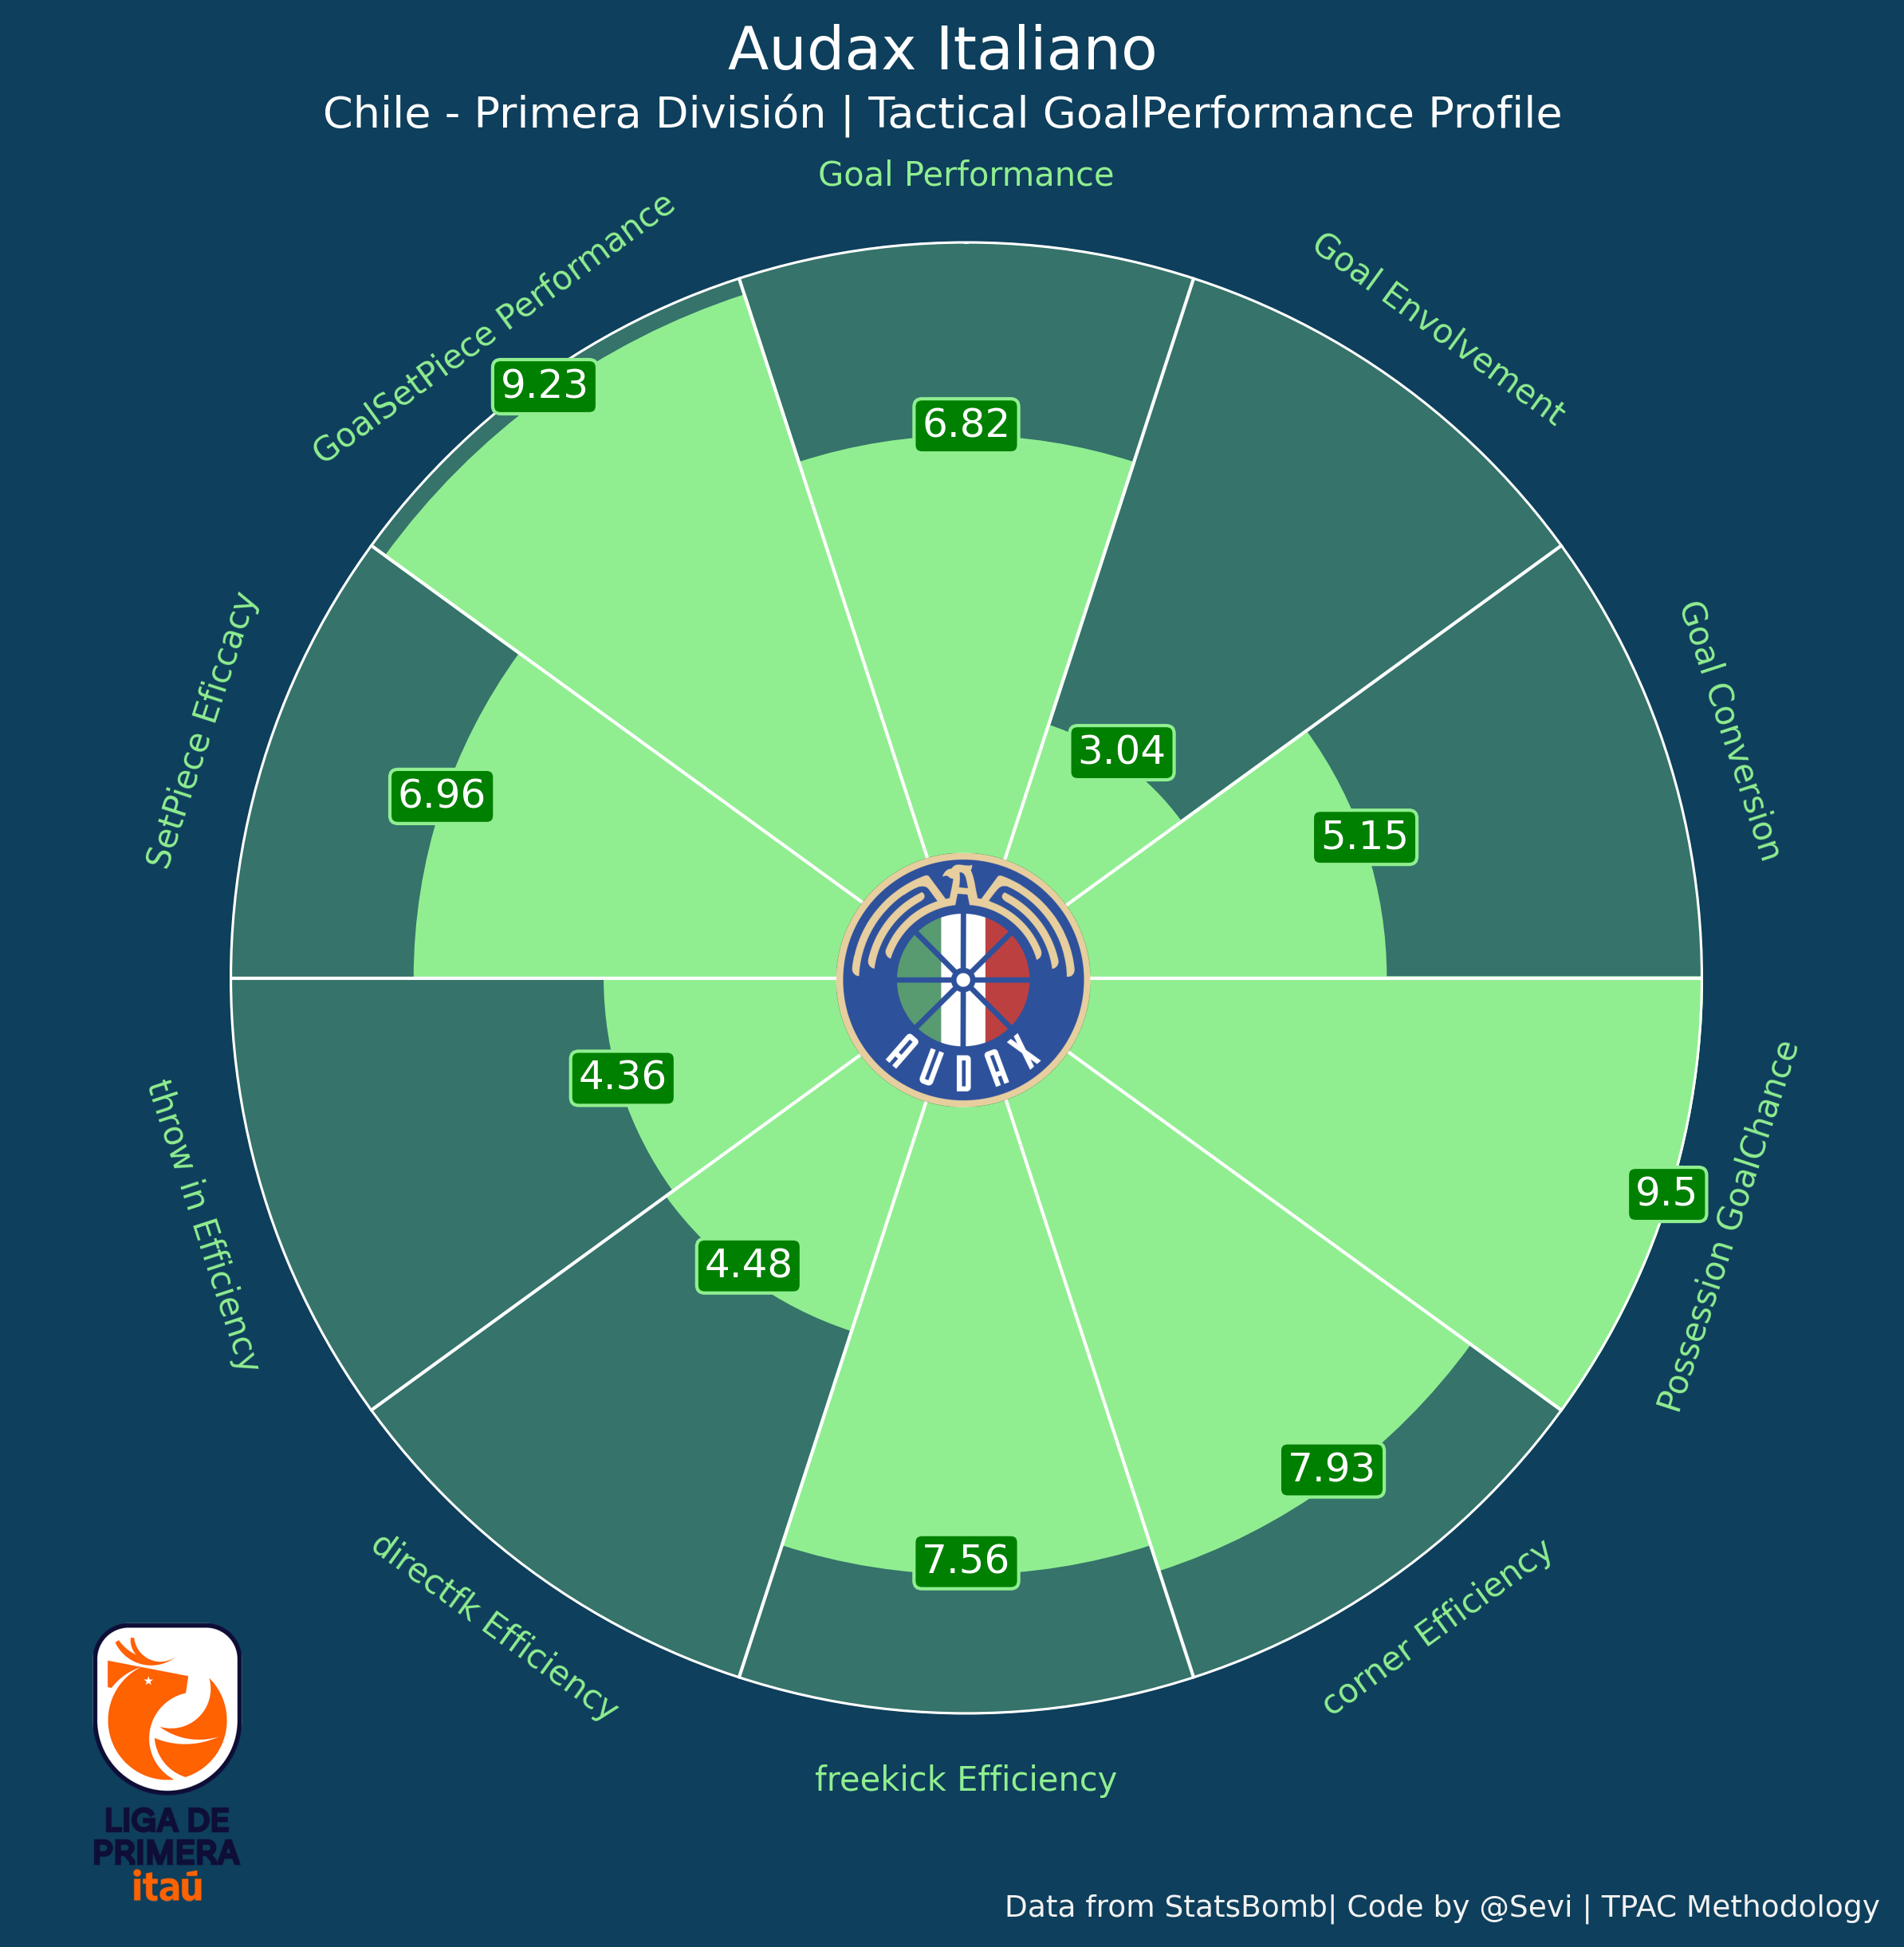 Audax Italiano
Chile - Primera División | Tactical GoalPerformance Profile
Goal Performance
GoalSetPiece Performance
Goal Envolvement
9.23
6.82
SetPiece Eficcacy
Goal Conversion
3.04
6.96
5.15
AUDAX
throw in Efficiency
Possession GoalChance
4.36
9.5
4.48
7.93
7.56
directfk Efficiency
corner Efficiency
freekick Efficiency
LIGA DE
PRIMERA
itaú
Data from StatsBomb| Code by @Sevi | TPAC Methodology